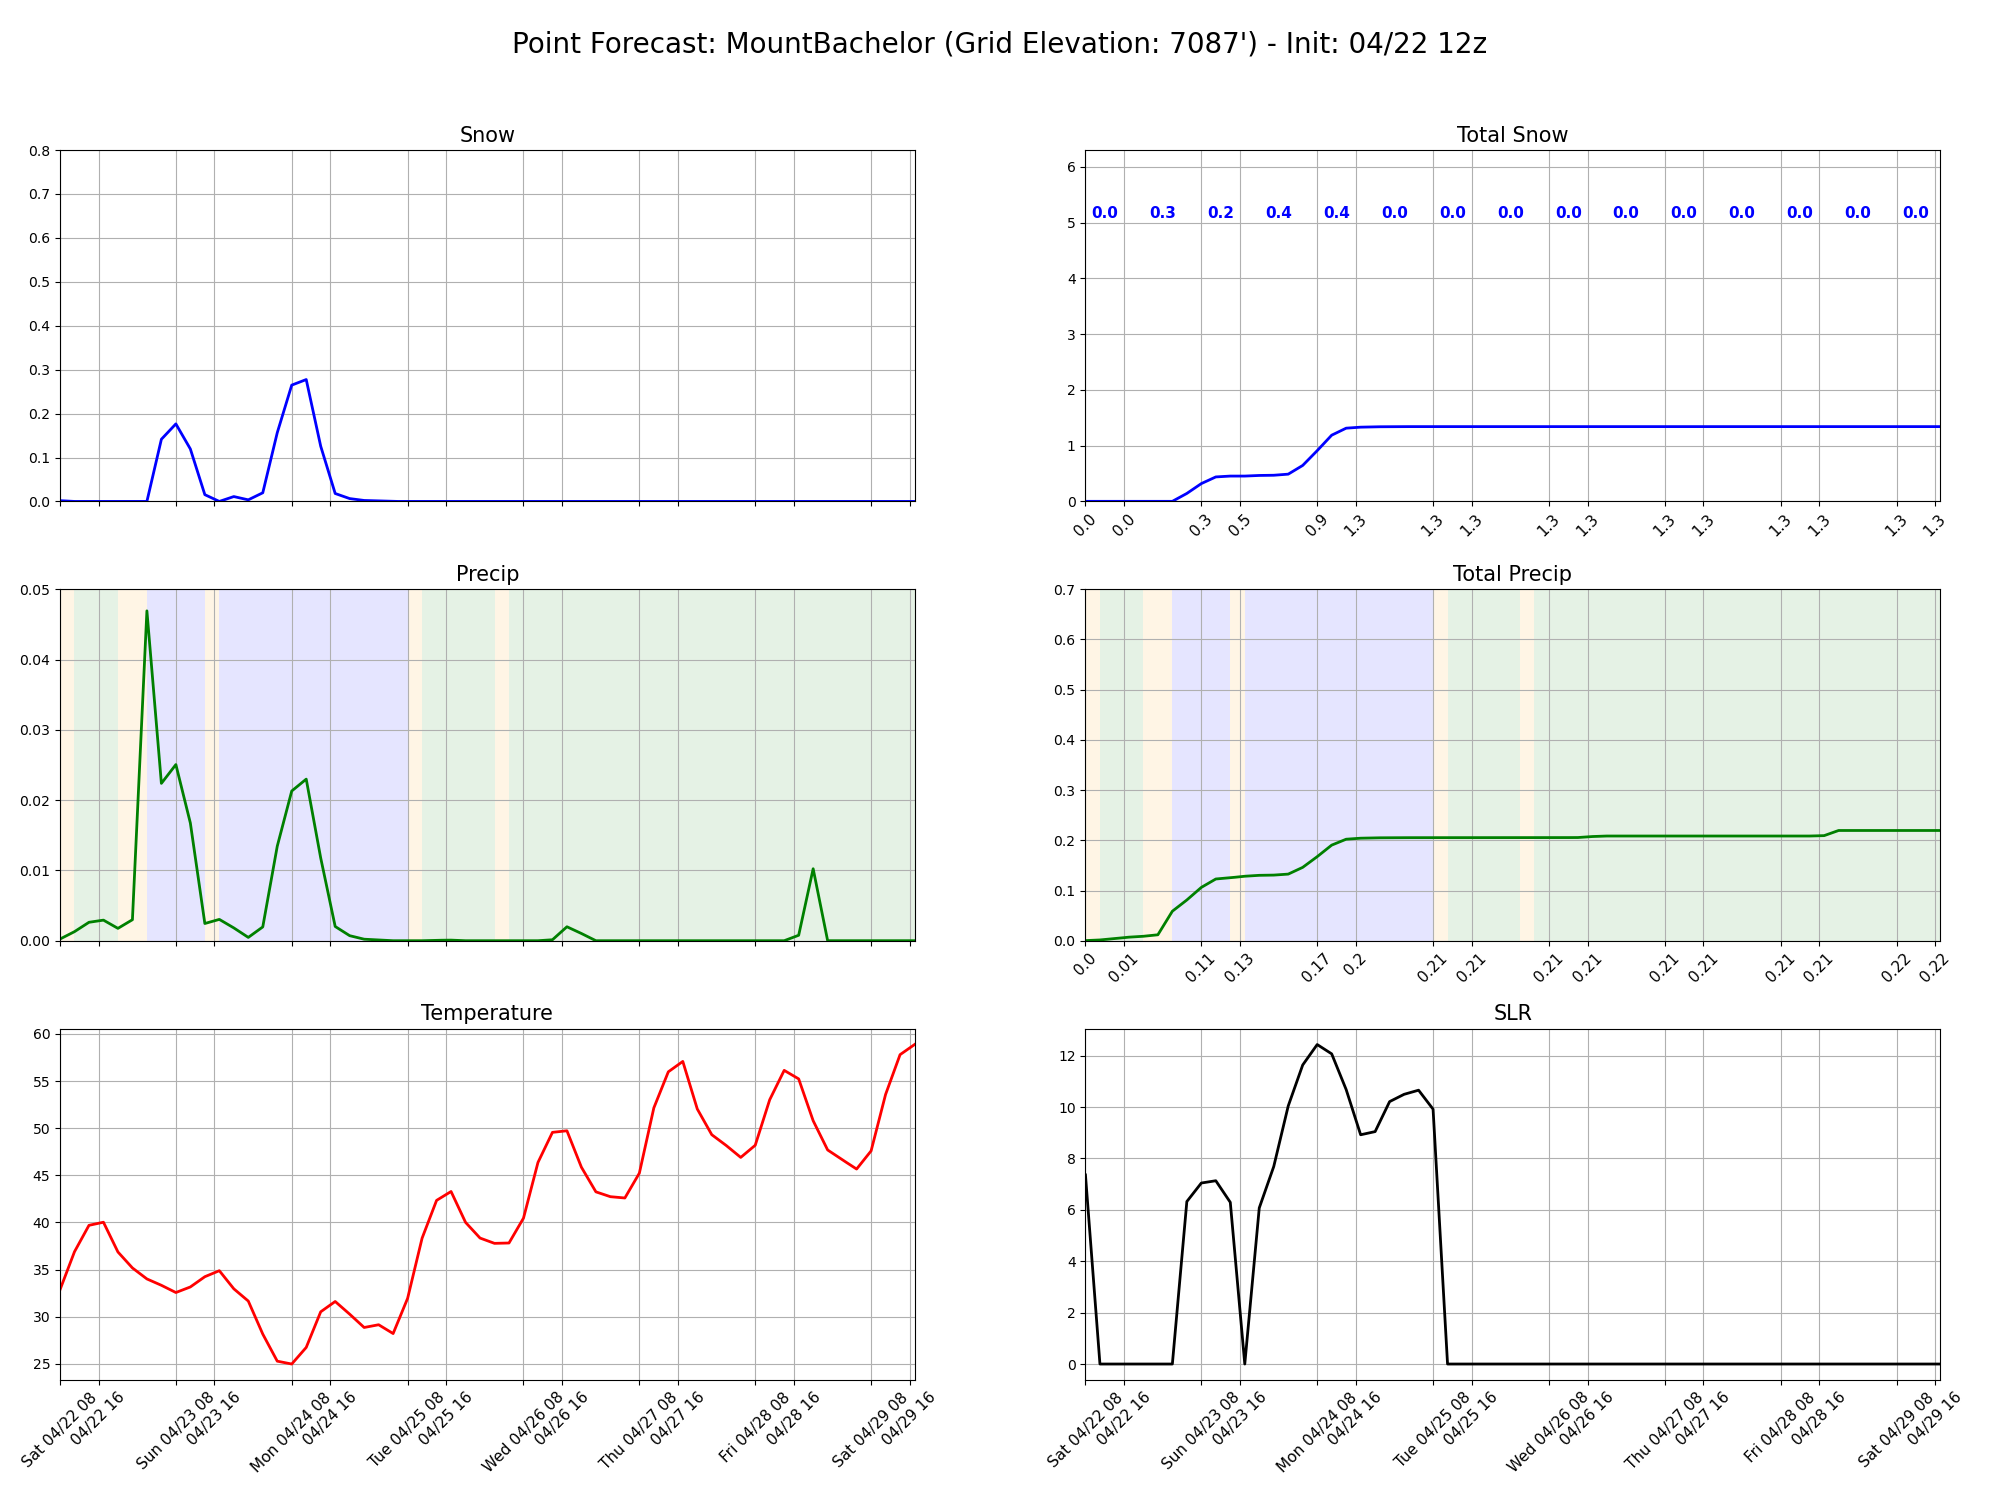 Point Forecast: MountBachelor (Grid Elevation: 7087') - Init: 04/22 12z
Snow
0.8
0.7
0.6
0.5
0.4
0.3
0.2
0.1
0.0
Total Snow
6
5
4
3
2
1
0
0.0 0.3 0.2 0.4 0.4 0.0 0.0 0.0 0.0 0.0 0.0 0.0 0.0 0.0 0.0
0.0 0.0 0.3 0.5 0.9 1.3 1.3 1.3 1.3 1.3 1.3 1.3 1.3 1.3 1.3 1.3
Precip
0.05
0.04
0.03
0.02
0.01
0.00
Total Precip
0.7
0.6
0.5
0.4
0.3
0.2
0.1
0.0
0.0 0.01 0.11 0.13 0.17 0.2 0.21 0.21 0.21 0.21 0.21 0.21 0.21 0.21 0.22 0.22
Temperature
60
55
50
45
40
35
30
25
Sat 04/22 08
04/22 16
Sun 04/23 08
04/23 16
Mon 04/24 08
04/24 16
Tue 04/25 08
04/25 16
Wed 04/26 08
04/26 16
Thu 04/27 08
04/27 16
Fri 04/28 08
04/28 16
Sat 04/29 08
04/29 16
SLR
12
10
8
6
4
2
0
Sat 04/22 08
04/22 16
Sun 04/23 08
04/23 16
Mon 04/24 08
04/24 16
Tue 04/25 08
04/25 16
Wed 04/26 08
04/26 16
Thu 04/27 08
04/27 16
Fri 04/28 08
04/28 16
Sat 04/29 08
04/29 16